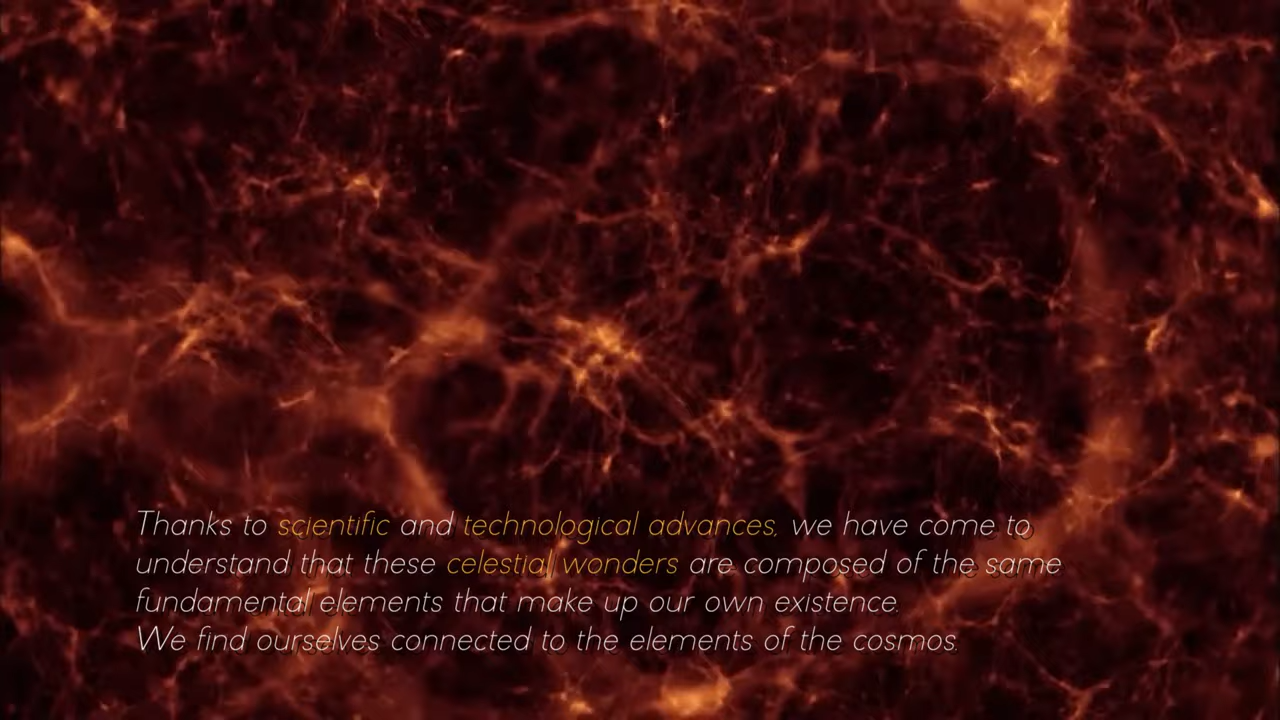 Thanks to scientific and technological advances, we have come to
understand that these celestial wonders are composed of the same
fundamental elements that make up our own existence.
We find ourselves connected to the elements of the cosmos.